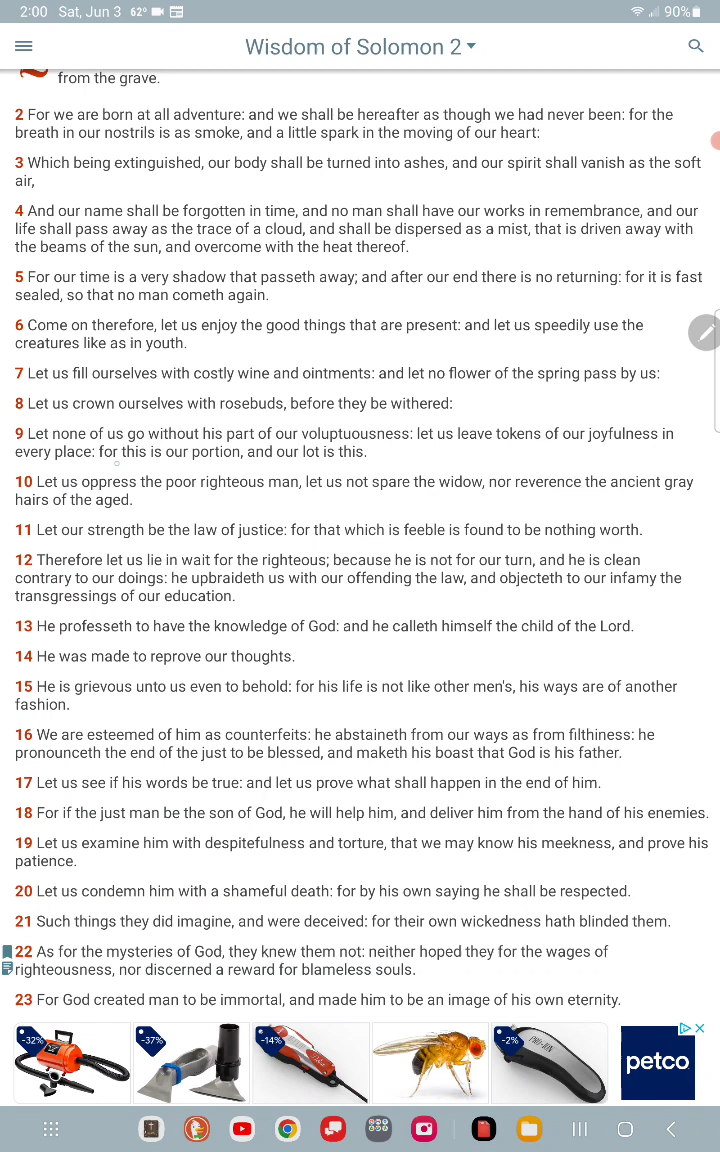 2:00 Sat, Jun 3 62° 90%
Wisdom of Solomon 2
from the grave.
2 For we are born at all adventure: and we shall be hereafter as though we had never been: for the
breath in our nostrils is as smoke, and a little spark in the moving of our heart:
3 Which being extinguished, our body shall be turned into ashes, and our spirit shall vanish as the soft
air,
4 And our name shall be forgotten in time, and no man shall have our works in remembrance, and our
life shall pass away as the trace of a cloud, and shall be dispersed as a mist, that is driven away with
the beams of the sun, and overcome with the heat thereof.
5 For our time is a very shadow that passeth away; and after our end there is no returning: for it is fast
sealed, so that no man cometh again.
6 Come on therefore, let us enjoy the good things that are present: and let us speedily use the
creatures like as in youth.
7 Let us fill ourselves with costly wine and ointments: and let no flower of the spring pass by us:
8 Let us crown ourselves with rosebuds, before they be withered:
9 Let none of us go without his part of our voluptuousness: let us leave tokens of our joyfulness in
every place: for this is our portion, and our lot is this.
10 Let us oppress the poor righteous man, let us not spare the widow, nor reverence the ancient gray
hairs of the aged.
11 Let our strength be the law of justice: for that which is feeble is found to be nothing worth.
12 Therefore let us lie in wait for the righteous; because he is not for our turn, and he is clean
contrary to our doings: he upbraideth us with our offending the law, and objecteth to our infamy the
transgressings of our education.
13 He professeth to have the knowledge of God: and he calleth himself the child of the Lord.
14 He was made to reprove our thoughts.
15 He is grievous unto us even to behold: for his life is not like other men's, his ways are of another
fashion.
16 We are esteemed of him as counterfeits: he abstaineth from our ways as from filthiness: he
pronounceth the end of the just to be blessed, and maketh his boast that God is his father.
17 Let us see if his words be true: and let us prove what shall happen in the end of him.
18 For if the just man be the son of God, he will help him, and deliver him from the hand of his enemies.
19 Let us examine him with despitefulness and torture, that we may know his meekness, and prove his
patience.
20 Let us condemn him with a shameful death: for by his own saying he shall be respected.
21 Such things they did imagine, and were deceived: for their own wickedness hath blinded them.
22 As for the mysteries of God, they knew them not: neither hoped they for the wages of
righteousness, nor discerned a reward for blameless souls.
23 For God created man to be immortal, and made him to be an image of his own eternity.
-32% -37% -14% -2%
petco